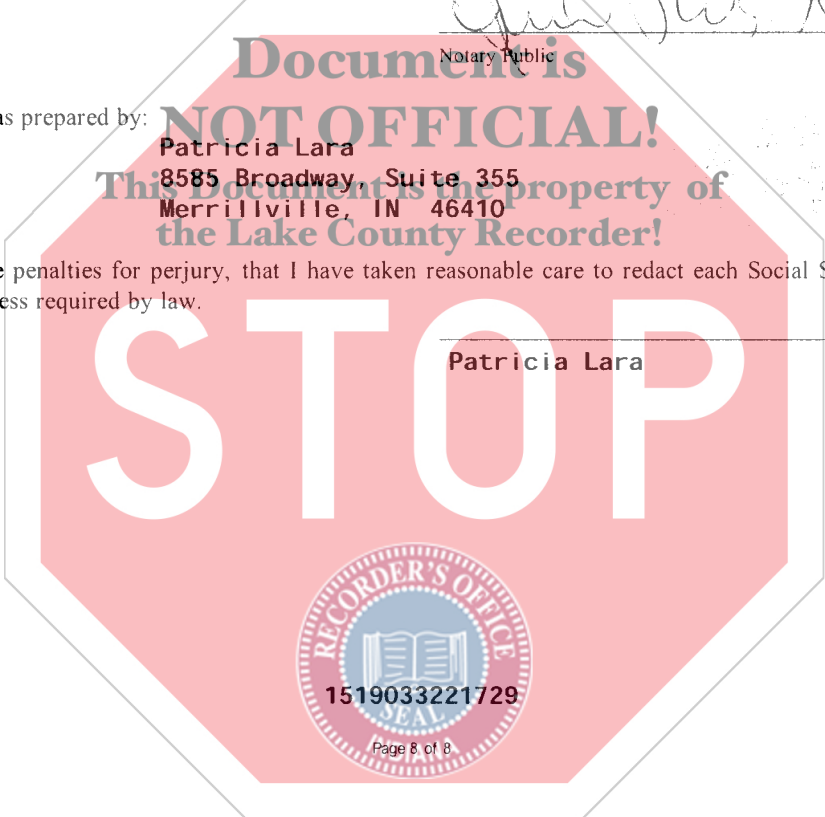 Notary Public
Document is
as prepared by:
NOT OFFICIAL!
Patricia Lara
This Document is the property of
8585 Broadway, Suite 355
Merrillville, IN 46410
the Lake County Recorder!
penalties for perjury, that I have taken reasonable care to redact each Social
required by law.
STOP
Patricia Lara
RECORDER'S OFFICE
1519033221729
SEAL
Page 8 of 8
INDIANA